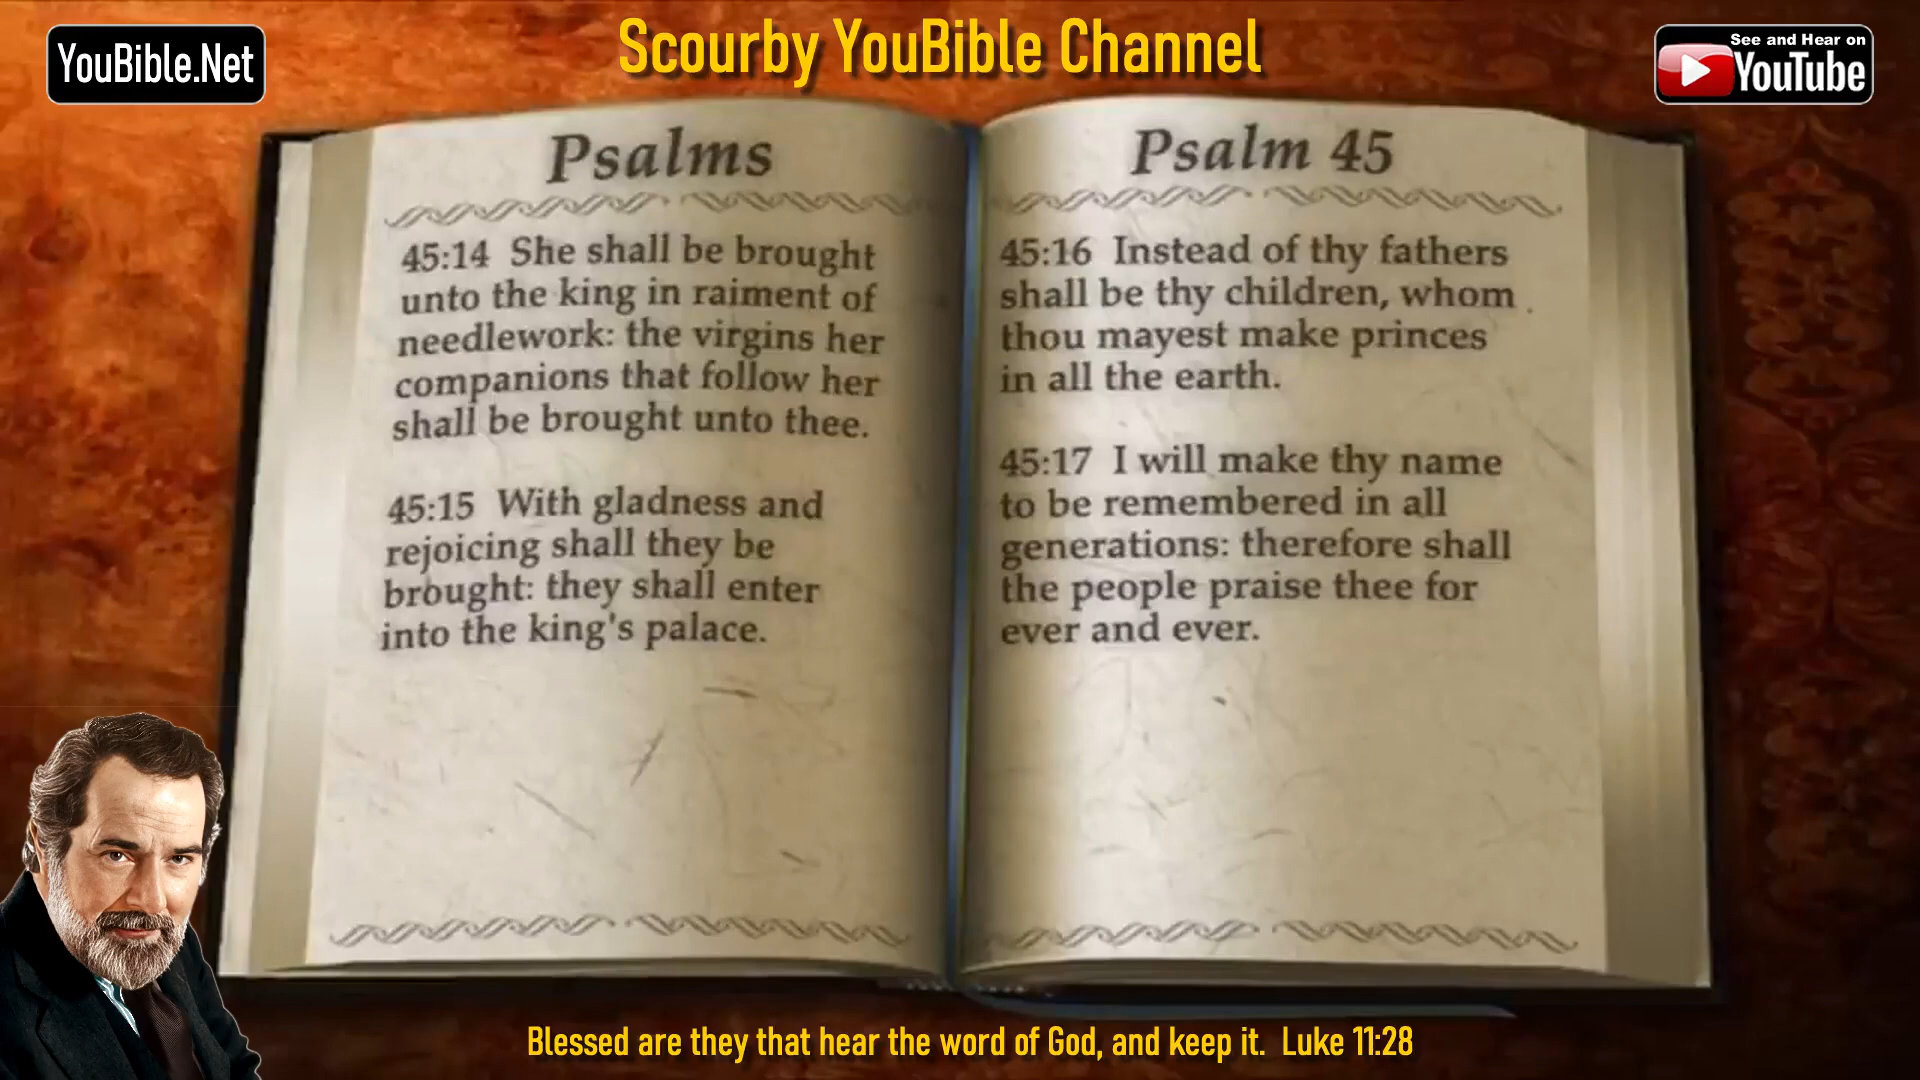 YouBible.Net
Scourby YouBible Channel
See and Hear on
YouTube
Psalms
45:14 She shall be brought
unto the king in raiment of
needlework: the virgins her
companions that follow her
shall be brought unto thee.
45:15 With gladness and
rejoicing shall they be
brought: they shall enter
into the king's palace.
Psalm 45
45:16 Instead of thy fathers
shall be thy children, whom
thou mayest make princes
in all the earth.
45:17 I will make thy name
to be remembered in all
generations: therefore shall
the people praise thee for
ever and ever.
Blessed are they that hear the word of God, and keep it. Luke 11:28